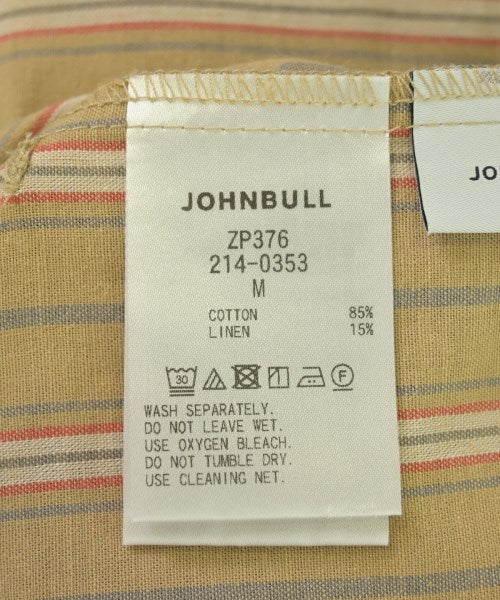 JOHNBULL
ZP376
214-0353
M
COTTON 85%
LINEN 15%
30 F
WASH SEPARATELY.
DO NOT LEAVE WET.
USE OXYGEN BLEACH.
DO NOT TUMBLE DRY.
USE CLEANING NET.
JO